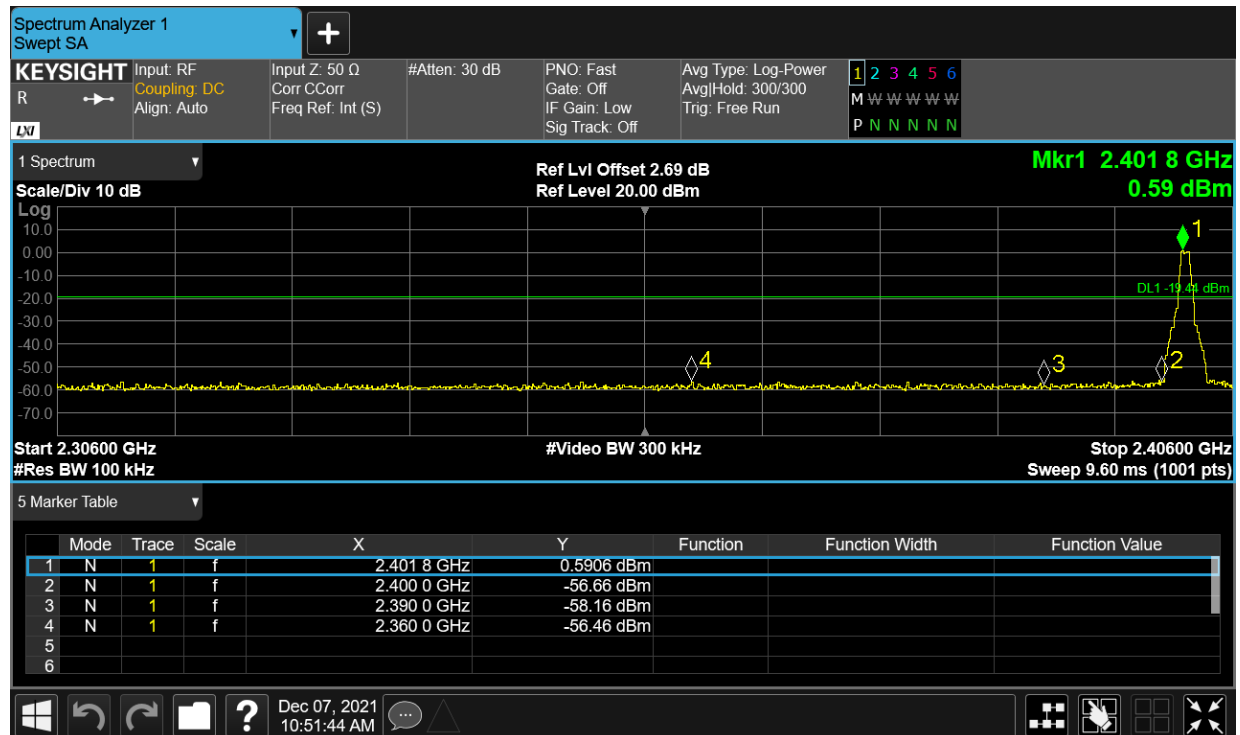 Spectrum Analyzer 1
Swept SA
+
KEYSIGHT
R
LXI
Input: RF
Coupling: DC
Align: Auto
Input Z: 50 Ω
Corr CCorr
Freq Ref: Int (S)
#Atten: 30 dB
PNO: Fast
Gate: Off
IF Gain: Low
Sig Track: Off
Avg Type: Log-Power
Avg|Hold: 300/300
Trig: Free Run
1 2 3 4 5 6
M W W W W W
P N N N N N
1 Spectrum
Scale/Div 10 dB
Ref Lvl Offset 2.69 dB
Ref Level 20.00 dBm
Mkr1 2.401 8 GHz
0.59 dBm
Log
10.0
0.00
-10.0
-20.0
-30.0
-40.0
-50.0
-60.0
-70.0
1
DL1 -19.44 dBm
4
3
2
Start 2.30600 GHz
#Video BW 300 kHz
Stop 2.40600 GHz
#Res BW 100 kHz
Sweep 9.60 ms (1001 pts)
5 Marker Table
Mode Trace Scale X Y Function Function Width Function Value
1 N 1 f 2.401 8 GHz 0.5906 dBm
2 N 1 f 2.400 0 GHz -56.66 dBm
3 N 1 f 2.390 0 GHz -58.16 dBm
4 N 1 f 2.360 0 GHz -56.46 dBm
5
6
?
Dec 07, 2021
10:51:44 AM